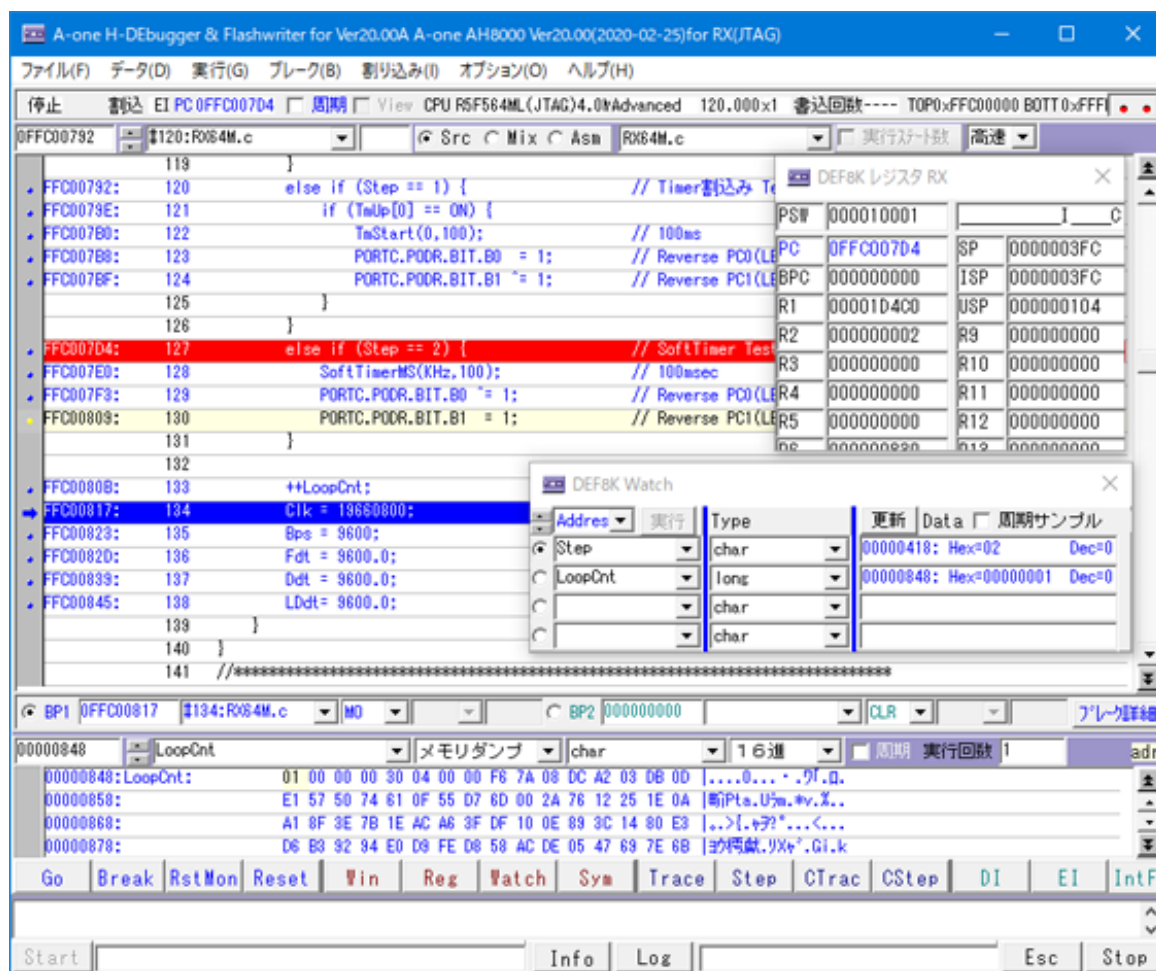 A-one H-DEbugger & Flashwriter for Ver20.00A A-one AH8000 Ver20.00(2020-02-25)for RX(JTAG)
ファイル(F) データ(D) 実行(G) ブレーク(B) 割り込み(I) オプション(O) ヘルプ(H)
停止 割込 EI PC 0FFC007D4 周期 View CPU R5F564ML(JTAG)4.0 Advanced 120.000x1 書込回数---- TOP0xFFC00000 BOTT 0xFFF
0FFC00792 ‡120:RX64M.c Src Mix Asm RX64M.c 実行ステート数 高速
119 }
FFC00792: 120 else if (Step == 1) { // Timer割込み Te
FFC0079E: 121 if (TmUp[0] == ON) {
FFC007B0: 122 TmStart(0,100); // 100ms
FFC007B8: 123 PORTC.PODR.BIT.B0 = 1; // Reverse PC0(LE
FFC007BF: 124 PORTC.PODR.BIT.B1 ^= 1; // Reverse PC1(LE
125 }
126 }
FFC007D4: 127 else if (Step == 2) { // SoftTimer Test
FFC007E0: 128 SoftTimerMS(KHz,100); // 100msec
FFC007F3: 129 PORTC.PODR.BIT.B0 ^= 1; // Reverse PC0(LE
FFC00809: 130 PORTC.PODR.BIT.B1 = 1; // Reverse PC1(LE
131 }
132
FFC0080B: 133 ++LoopCnt;
FFC00817: 134 Clk = 19660800;
FFC00823: 135 Bps = 9600;
FFC0082D: 136 Fdt = 9600.0;
FFC00839: 137 Ddt = 9600.0;
FFC00845: 138 LDdt= 9600.0;
139 }
140 }
141 //***************************************************************************
DEF8K レジスタ RX
PSW 000010001 I C
PC 0FFC007D4 SP 0000003FC
BPC 000000000 ISP 0000003FC
R1 00001D4C0 USP 000000104
R2 000000002 R9 000000000
R3 000000000 R10 000000000
R4 000000000 R11 000000000
R5 000000000 R12 000000000
DEF8K Watch
Addres 実行 Type 更新 Data 周期サンプル
Step char 00000418: Hex=02 Dec=0
LoopCnt long 00000848: Hex=00000001 Dec=0
char
char
BP1 0FFC00817 ‡134:RX64M.c MO BP2 000000000 CLR ブレーク詳細
00000848 LoopCnt メモリダンプ char 16進 周期 実行回数 1 adr
00000848:LoopCnt: 01 00 00 00 30 04 00 00 F6 7A 08 DC A2 03 DB 0D
00000858: E1 57 50 74 61 0F 55 D7 6D 00 2A 76 12 25 1E 0A
00000868: A1 8F 3E 7B 1E AC A6 3F DF 10 0E 89 3C 14 80 E3
00000878: D6 B3 92 94 E0 D9 FE D8 58 AC DE 05 47 69 7E 6B
Go Break RstMon Reset Win Reg Watch Sym Trace Step CTrac CStep DI EI IntF
Start Info Log Esc Stop